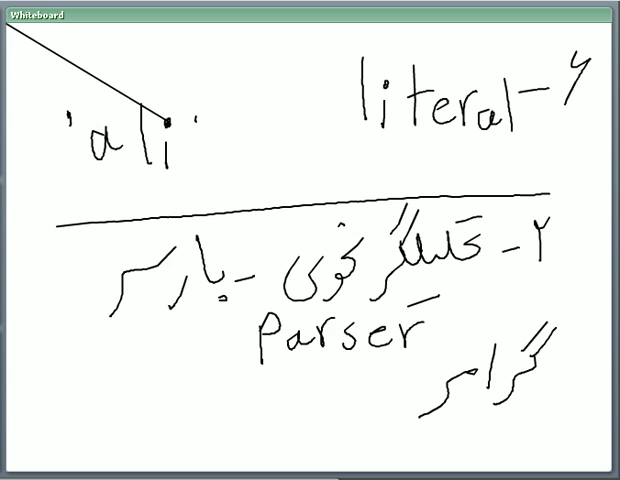 Whiteboard
۶- literal
'ali'
۲- تحلیلگر نحوی - پارسر
Parser
گرامر